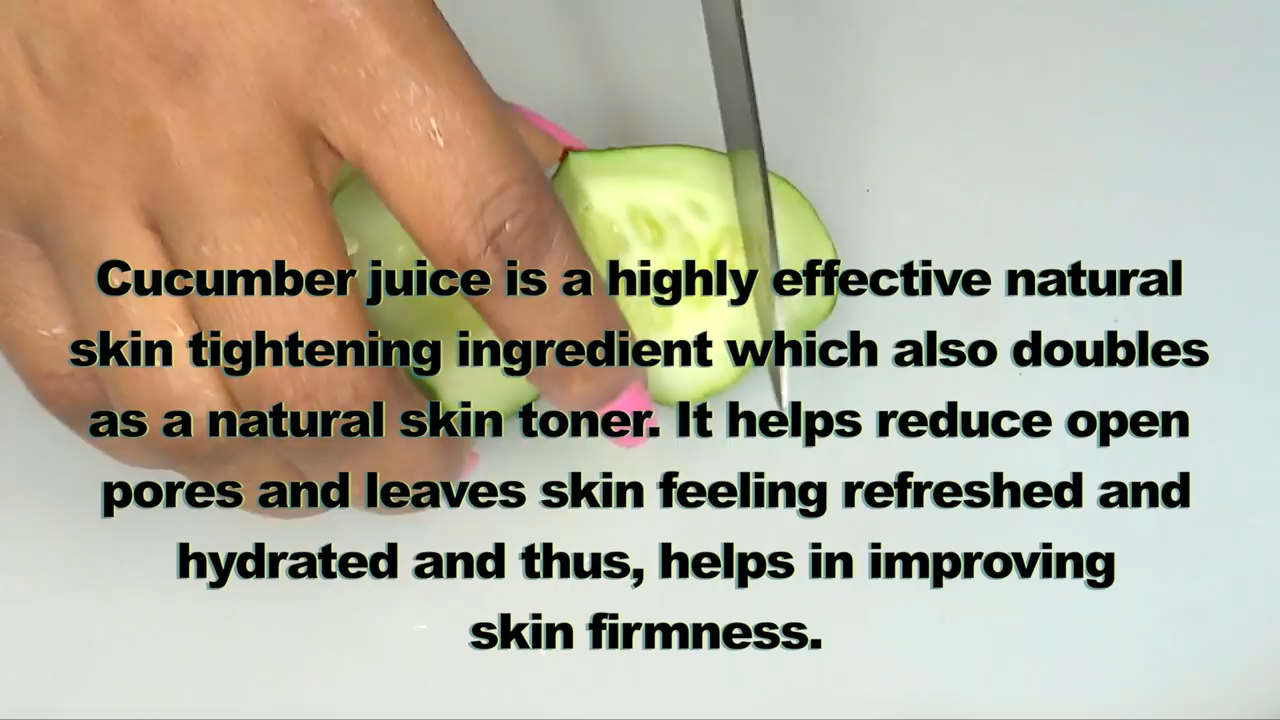 Cucumber juice is a highly effective natural
skin tightening ingredient which also doubles
as a natural skin toner. It helps reduce open
pores and leaves skin feeling refreshed and
hydrated and thus, helps in improving
skin firmness.